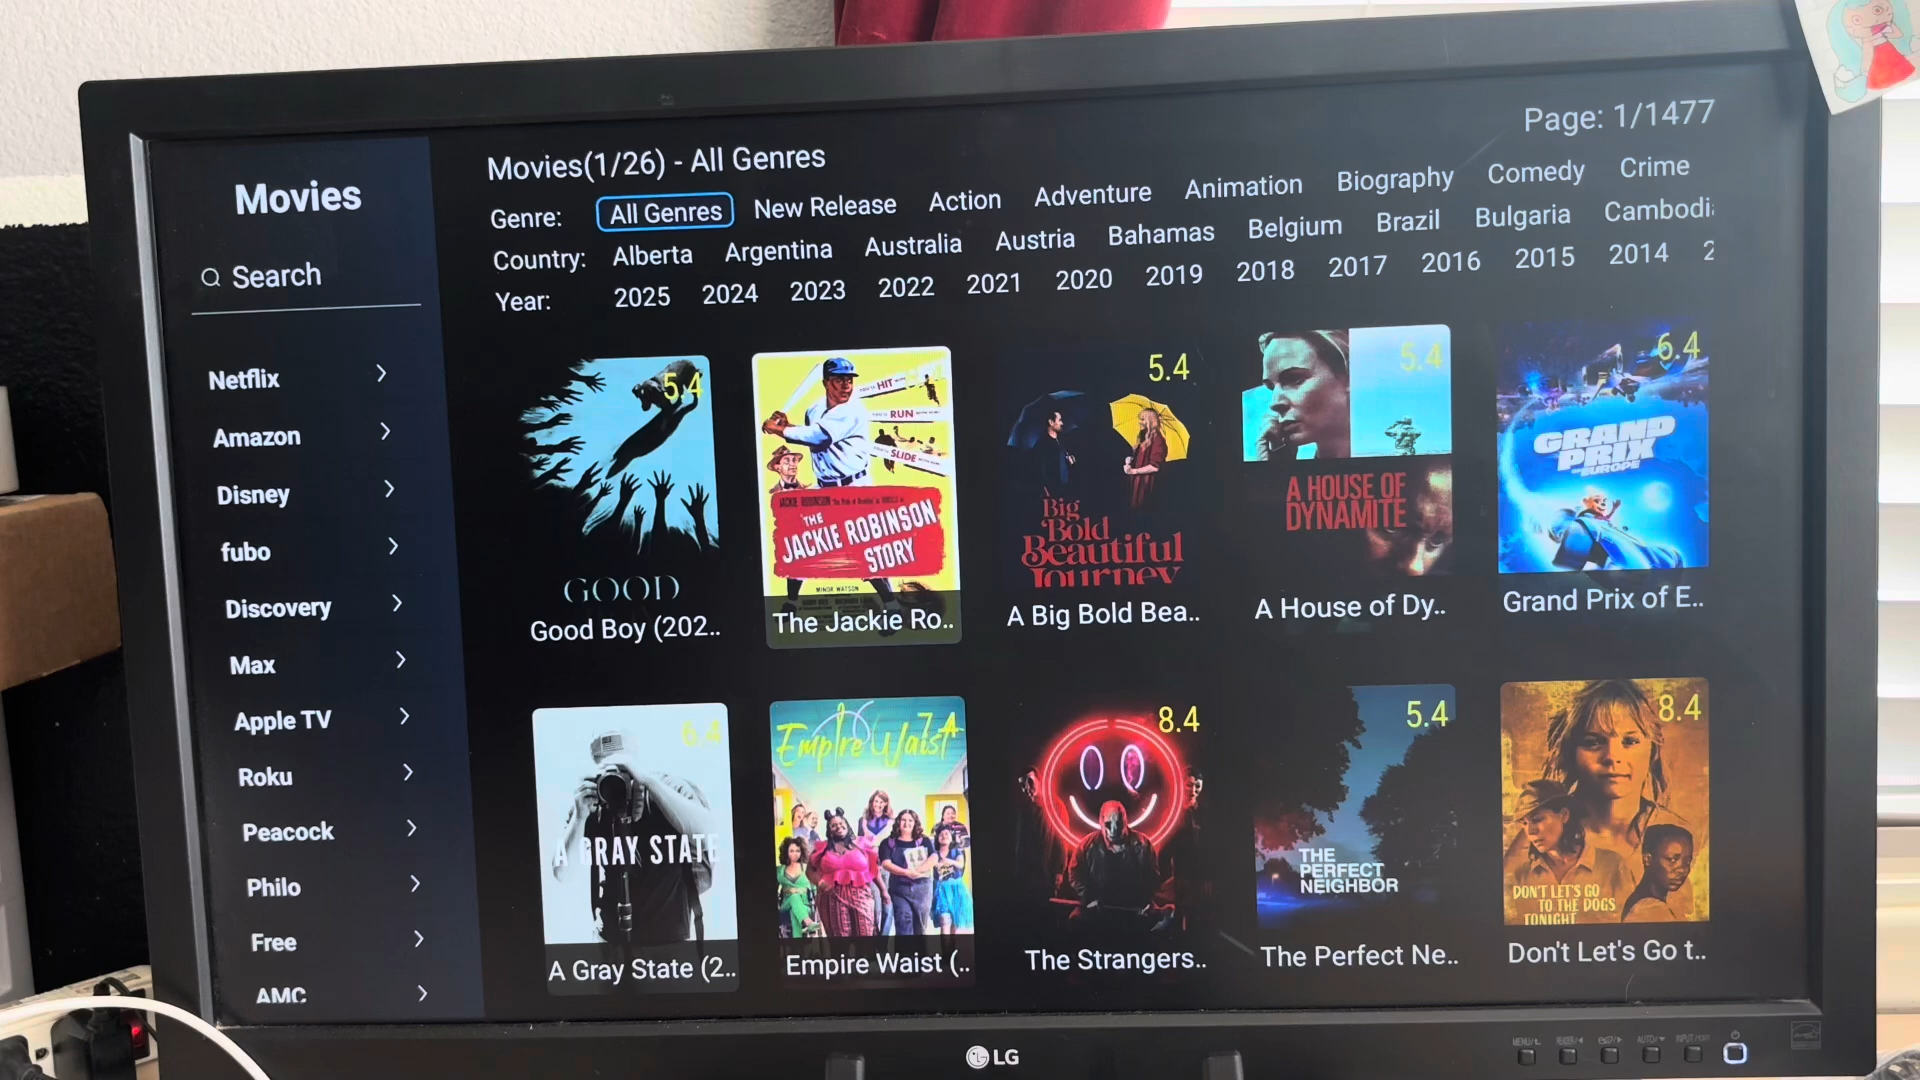 Page: 1/1477
Movies
Movies(1/26) - All Genres
Search
Genre: All Genres New Release Action Adventure Animation Biography Comedy Crime
Country: Alberta Argentina Australia Austria Bahamas Belgium Brazil Bulgaria Cambodi
Year: 2025 2024 2023 2022 2021 2020 2019 2018 2017 2016 2015 2014 2
Netflix
Amazon
Disney
fubo
Discovery
Max
Apple TV
Roku
Peacock
Philo
Free
AMC
5.4
GOOD
Good Boy (202..
HIT
RUN
SLIDE
THE
JACKIE ROBINSON
STORY
MINOR WATSON
The Jackie Ro..
5.4
A
Big
Bold
Beautiful
Journey
A Big Bold Bea..
5.4
A HOUSE OF
DYNAMITE
A House of Dy..
6.4
GRAND
PRIX
OF EUROPE
Grand Prix of E..
6.4
A GRAY STATE
A Gray State (2..
7.4
Empire Waist
Empire Waist (..
8.4
The Strangers..
5.4
THE
PERFECT
NEIGHBOR
The Perfect Ne..
8.4
DON'T LET'S GO
TO THE DOGS
TONIGHT
Don't Let's Go t..
LG